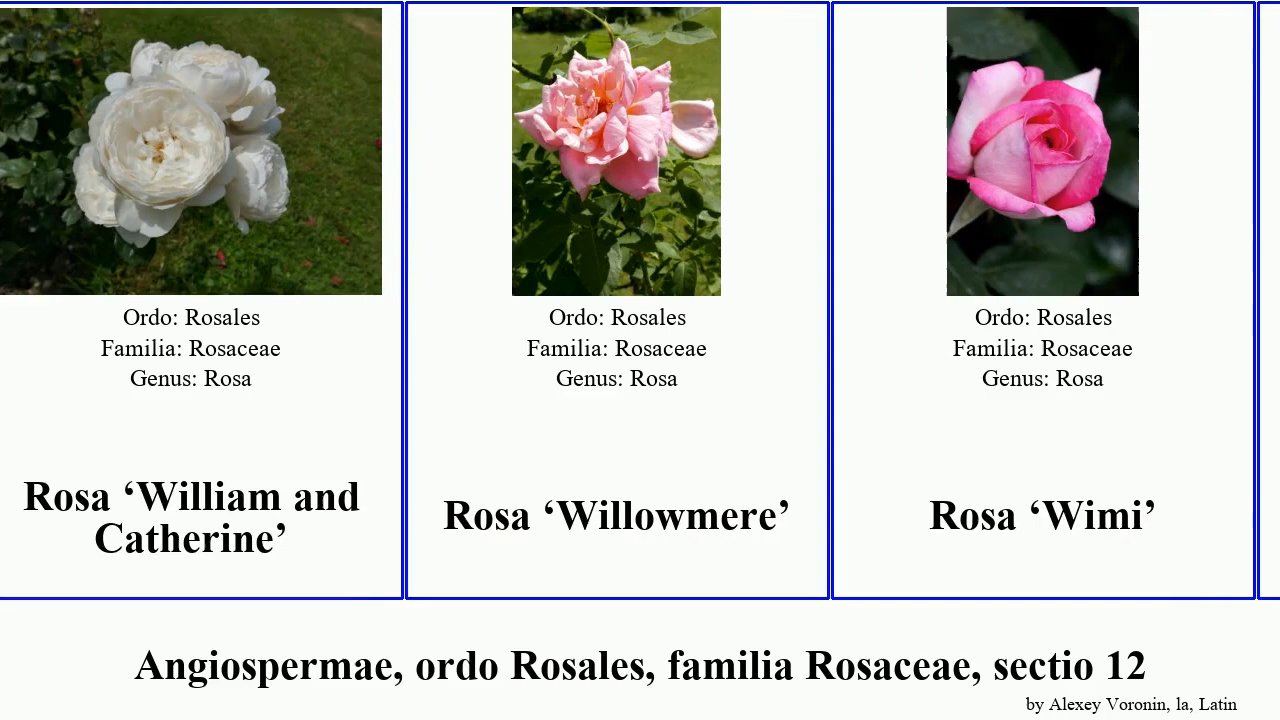 Ordo: Rosales
Familia: Rosaceae
Genus: Rosa
Rosa ‘William and
Catherine’
Ordo: Rosales
Familia: Rosaceae
Genus: Rosa
Rosa ‘Willowmere’
Ordo: Rosales
Familia: Rosaceae
Genus: Rosa
Rosa ‘Wimi’
Angiospermae, ordo Rosales, familia Rosaceae, sectio 12
by Alexey Voronin, la, Latin